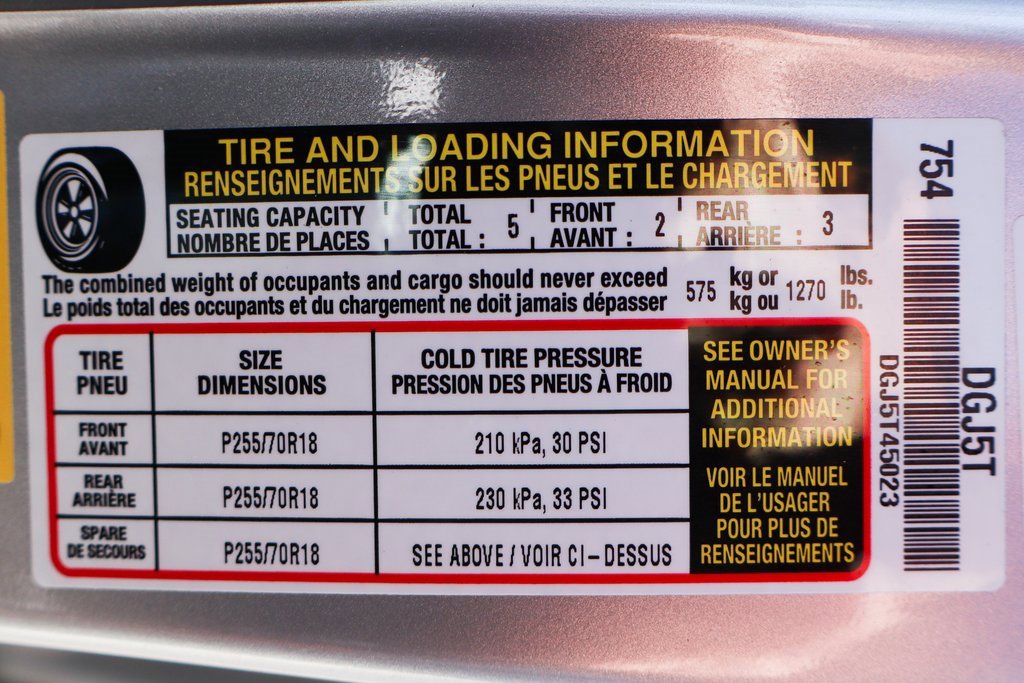 TIRE AND LOADING INFORMATION
RENSEIGNEMENTS SUR LES PNEUS ET LE CHARGEMENT
SEATING CAPACITY TOTAL 5 FRONT 2 REAR 3
NOMBRE DE PLACES TOTAL : AVANT : ARRIÈRE :
The combined weight of occupants and cargo should never exceed 575 kg or 1270 lbs.
Le poids total des occupants et du chargement ne doit jamais dépasser kg ou lb.
TIRE SIZE COLD TIRE PRESSURE
PNEU DIMENSIONS PRESSION DES PNEUS À FROID
FRONT
AVANT P255/70R18 210 kPa, 30 PSI
REAR
ARRIÈRE P255/70R18 230 kPa, 33 PSI
SPARE
DE SECOURS P255/70R18 SEE ABOVE / VOIR CI-DESSUS
SEE OWNER'S
MANUAL FOR
ADDITIONAL
INFORMATION
VOIR LE MANUEL
DE L'USAGER
POUR PLUS DE
RENSEIGNEMENTS
754
DGJ5T45023
DGJ5T